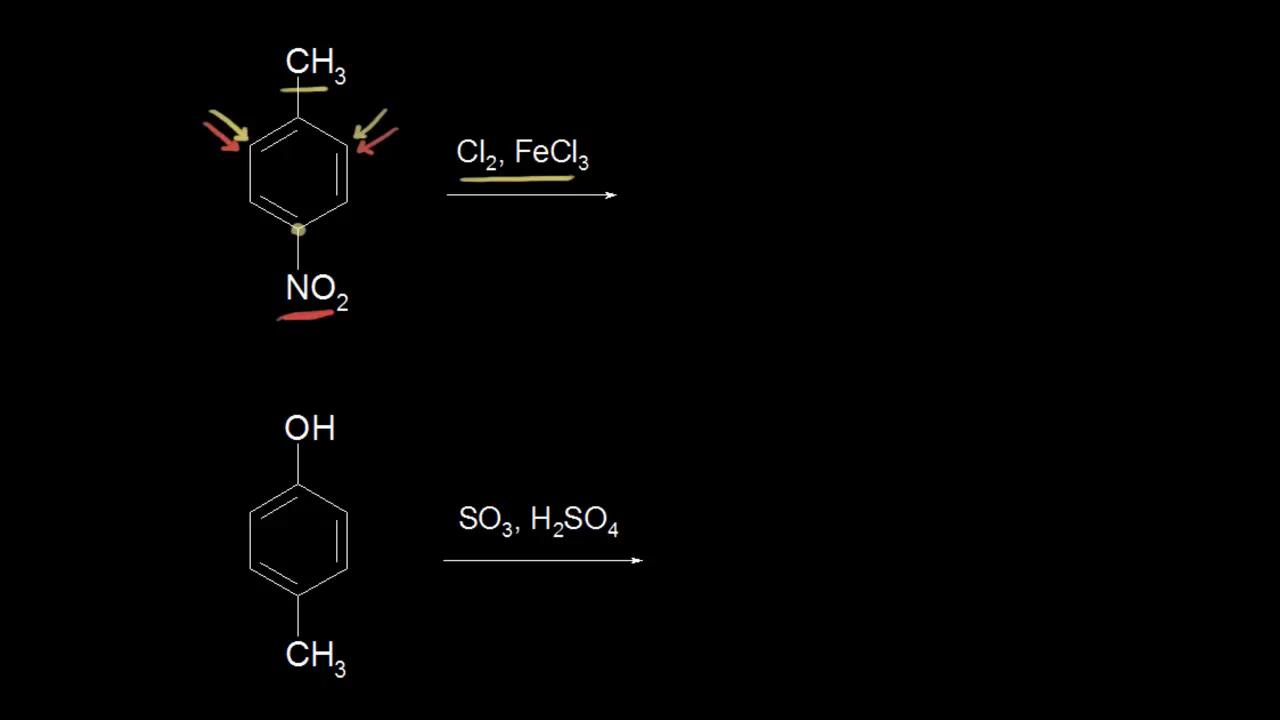 CH₃
Cl₂, FeCl₃
NO₂
OH
SO₃, H₂SO₄
CH₃